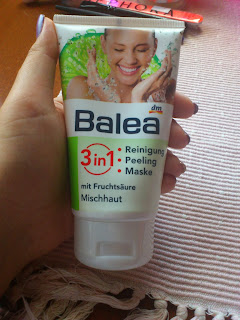 dm
Balea
3in1:
Reinigung
Peeling
Maske
mit Fruchtsäure
Mischhaut